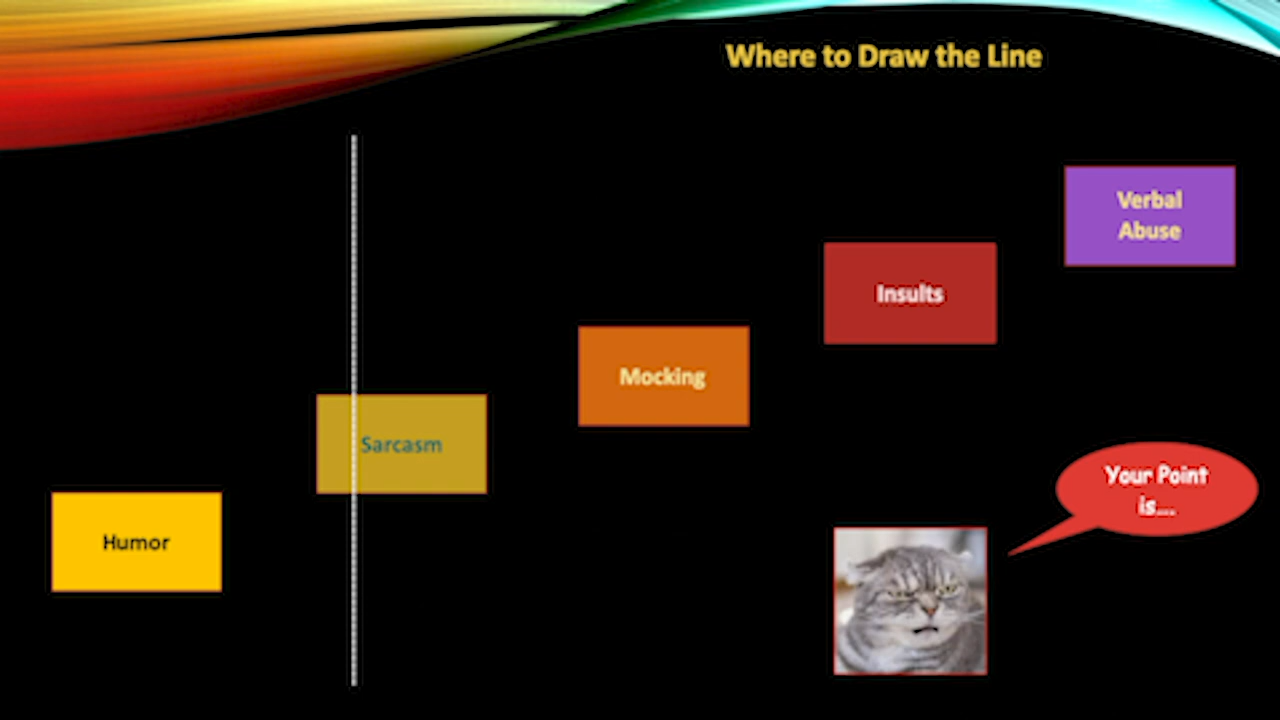 Where to Draw the Line
Verbal
Abuse
Insults
Mocking
Sarcasm
Humor
Your Point
is...